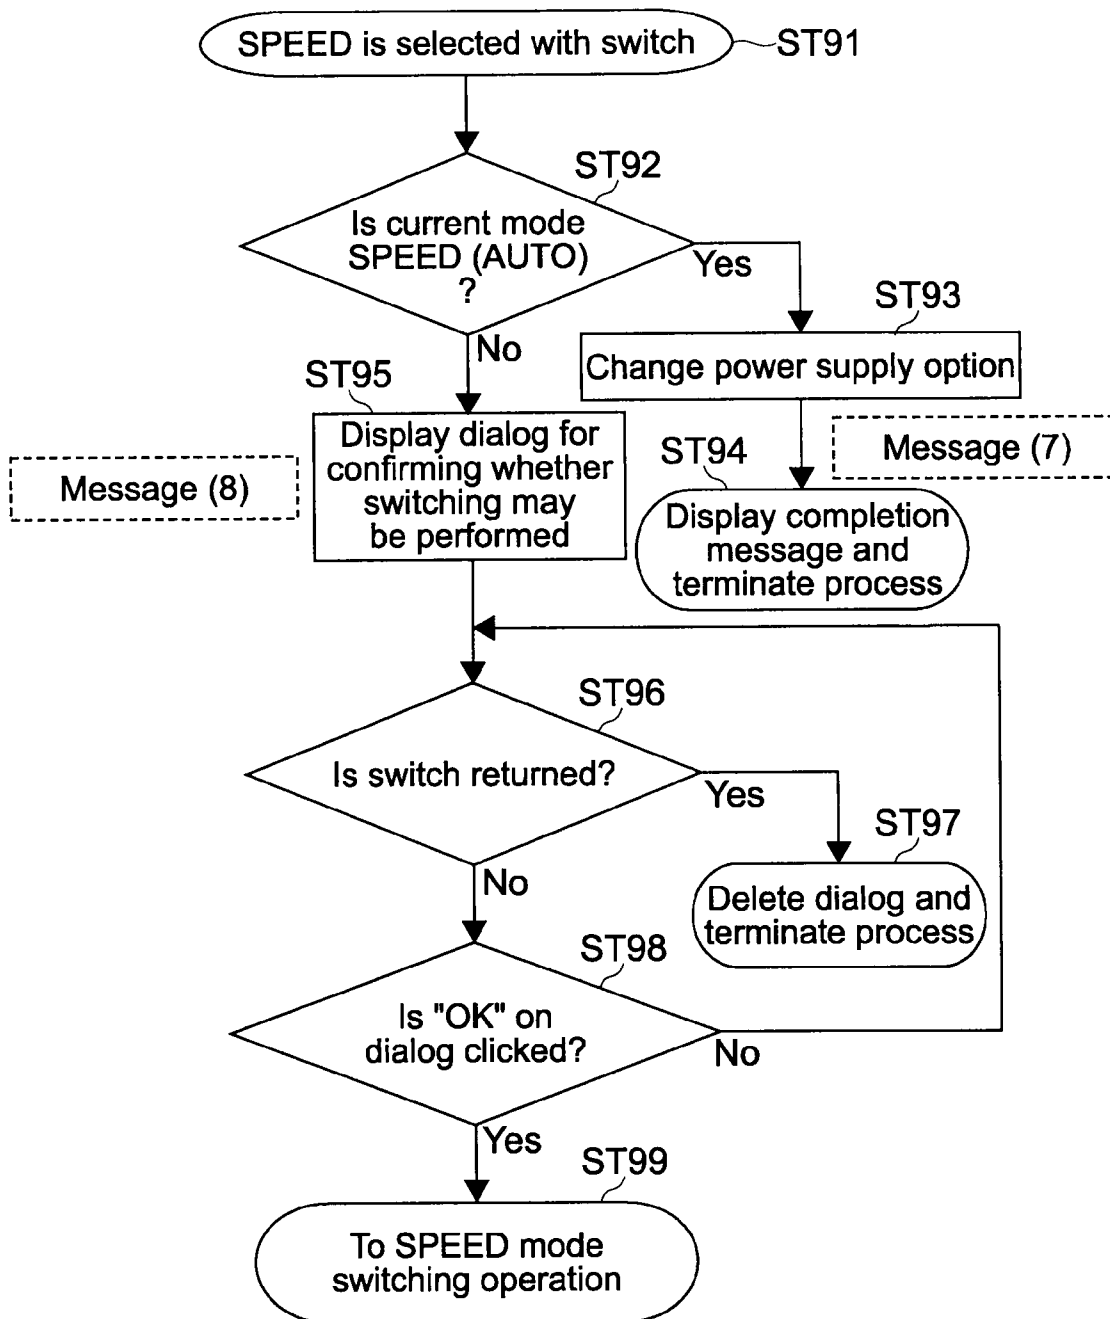 SPEED is selected with switch
ST91
ST92
Is current mode
SPEED (AUTO)
?
Yes
No
ST93
Change power supply option
ST95
Display dialog for
confirming whether
switching may
be performed
Message (8)
Message (7)
ST94
Display completion
message and
terminate process
ST96
Is switch returned?
Yes
No
ST97
Delete dialog and
terminate process
ST98
Is "OK" on
dialog clicked?
No
Yes
ST99
To SPEED mode
switching operation